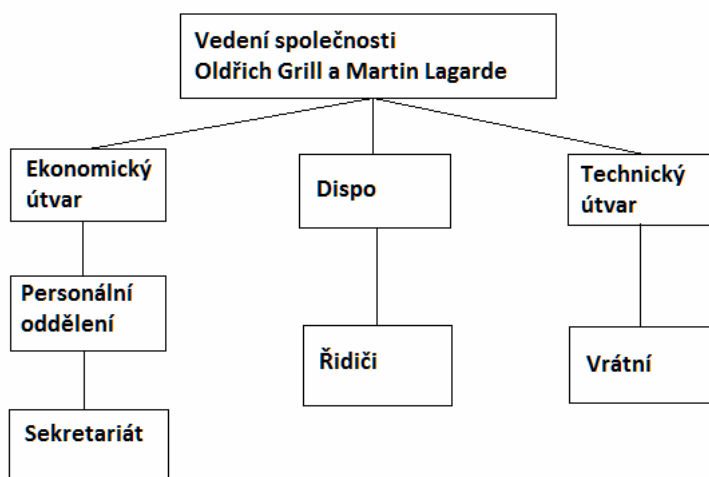 Vedení společnosti
Oldřich Grill a Martin Lagarde
Ekonomický
útvar
Dispo
Technický
útvar
Personální
oddělení
Řidiči
Vrátní
Sekretariát